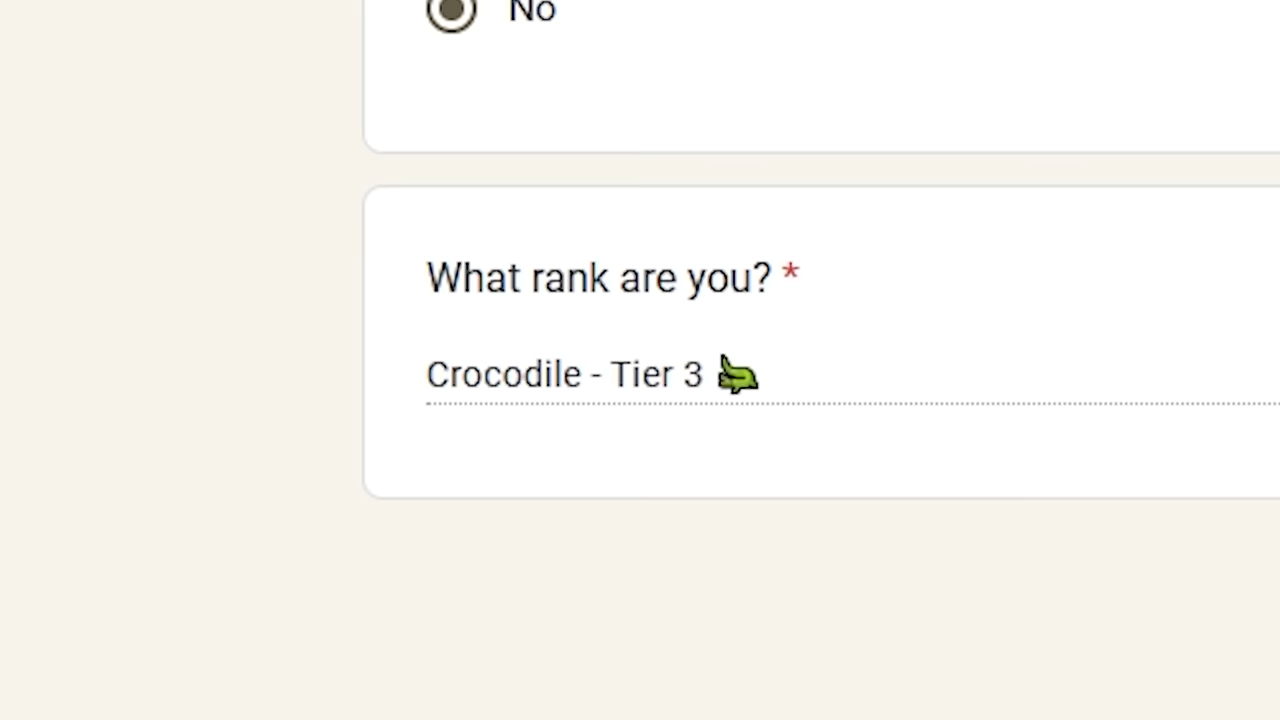 No
What rank are you? *
Crocodile - Tier 3 🐊